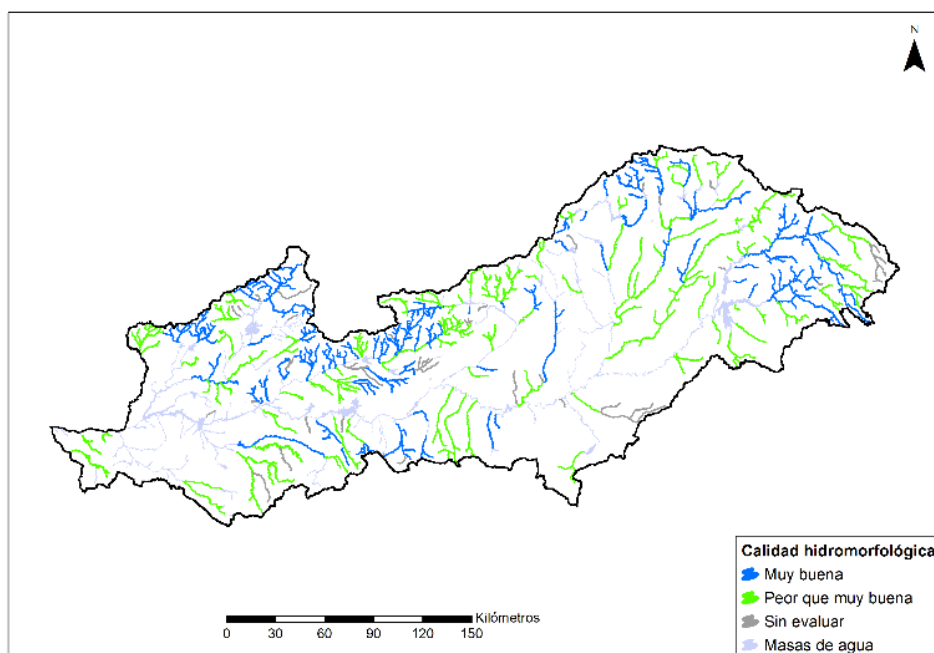 N
Calidad hidromorfológica
Muy buena
Peor que muy buena
Sin evaluar
Masas de agua
Kilómetros
0 30 60 90 120 150